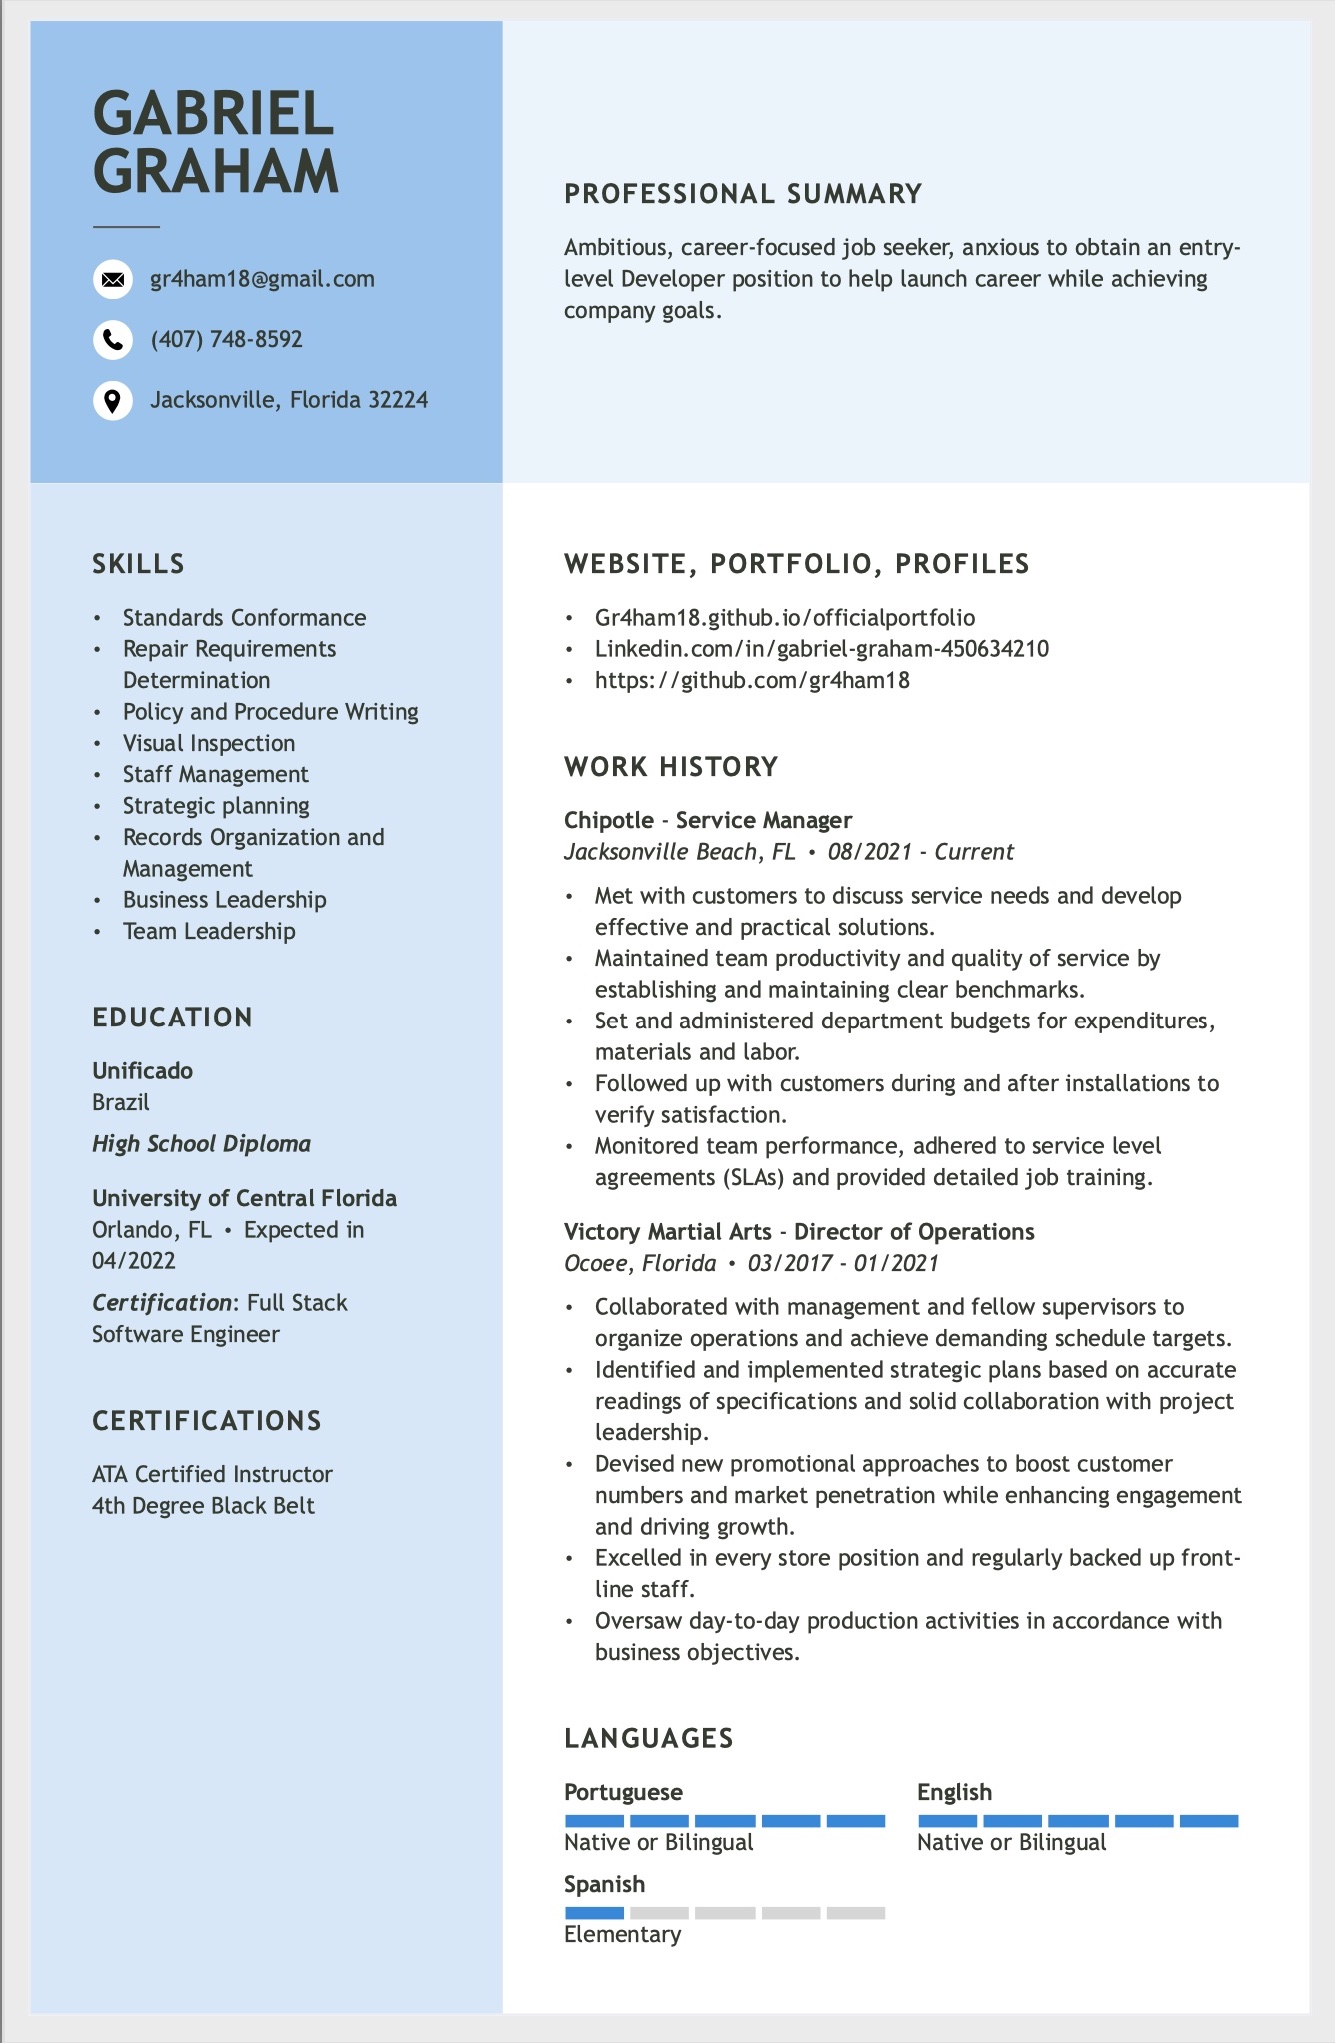 GABRIEL
GRAHAM
gr4ham18@gmail.com
(407) 748-8592
Jacksonville, Florida 32224
PROFESSIONAL SUMMARY
Ambitious, career-focused job seeker, anxious to obtain an entry-
level Developer position to help launch career while achieving
company goals.
SKILLS
• Standards Conformance
• Repair Requirements
Determination
• Policy and Procedure Writing
• Visual Inspection
• Staff Management
• Strategic planning
• Records Organization and
Management
• Business Leadership
• Team Leadership
EDUCATION
Unificado
Brazil
High School Diploma
University of Central Florida
Orlando, FL • Expected in
04/2022
Certification: Full Stack
Software Engineer
CERTIFICATIONS
ATA Certified Instructor
4th Degree Black Belt
WEBSITE, PORTFOLIO, PROFILES
• Gr4ham18.github.io/officialportfolio
• Linkedin.com/in/gabriel-graham-450634210
• https://github.com/gr4ham18
WORK HISTORY
Chipotle - Service Manager
Jacksonville Beach, FL • 08/2021 - Current
• Met with customers to discuss service needs and develop
effective and practical solutions.
• Maintained team productivity and quality of service by
establishing and maintaining clear benchmarks.
• Set and administered department budgets for expenditures,
materials and labor.
• Followed up with customers during and after installations to
verify satisfaction.
• Monitored team performance, adhered to service level
agreements (SLAs) and provided detailed job training.
Victory Martial Arts - Director of Operations
Ocoee, Florida • 03/2017 - 01/2021
• Collaborated with management and fellow supervisors to
organize operations and achieve demanding schedule targets.
• Identified and implemented strategic plans based on accurate
readings of specifications and solid collaboration with project
leadership.
• Devised new promotional approaches to boost customer
numbers and market penetration while enhancing engagement
and driving growth.
• Excelled in every store position and regularly backed up front-
line staff.
• Oversaw day-to-day production activities in accordance with
business objectives.
LANGUAGES
Portuguese
Native or Bilingual
English
Native or Bilingual
Spanish
Elementary